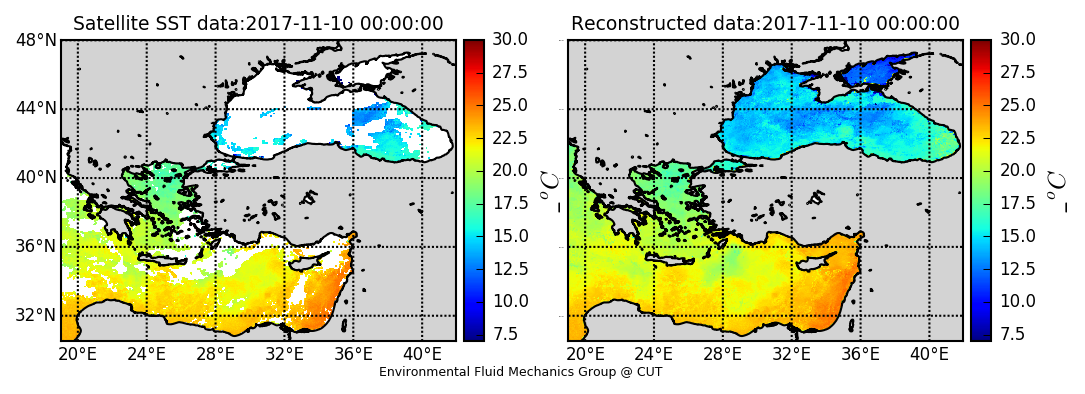 Satellite SST data:2017-11-10 00:00:00
Reconstructed data:2017-11-10 00:00:00
48°N
44°N
40°N
36°N
32°N
20°E 24°E 28°E 32°E 36°E 40°E
30.0
27.5
25.0
22.5
20.0
17.5
15.0
12.5
10.0
7.5
_ °C
20°E 24°E 28°E 32°E 36°E 40°E
30.0
27.5
25.0
22.5
20.0
17.5
15.0
12.5
10.0
7.5
_ °C
Environmental Fluid Mechanics Group @ CUT